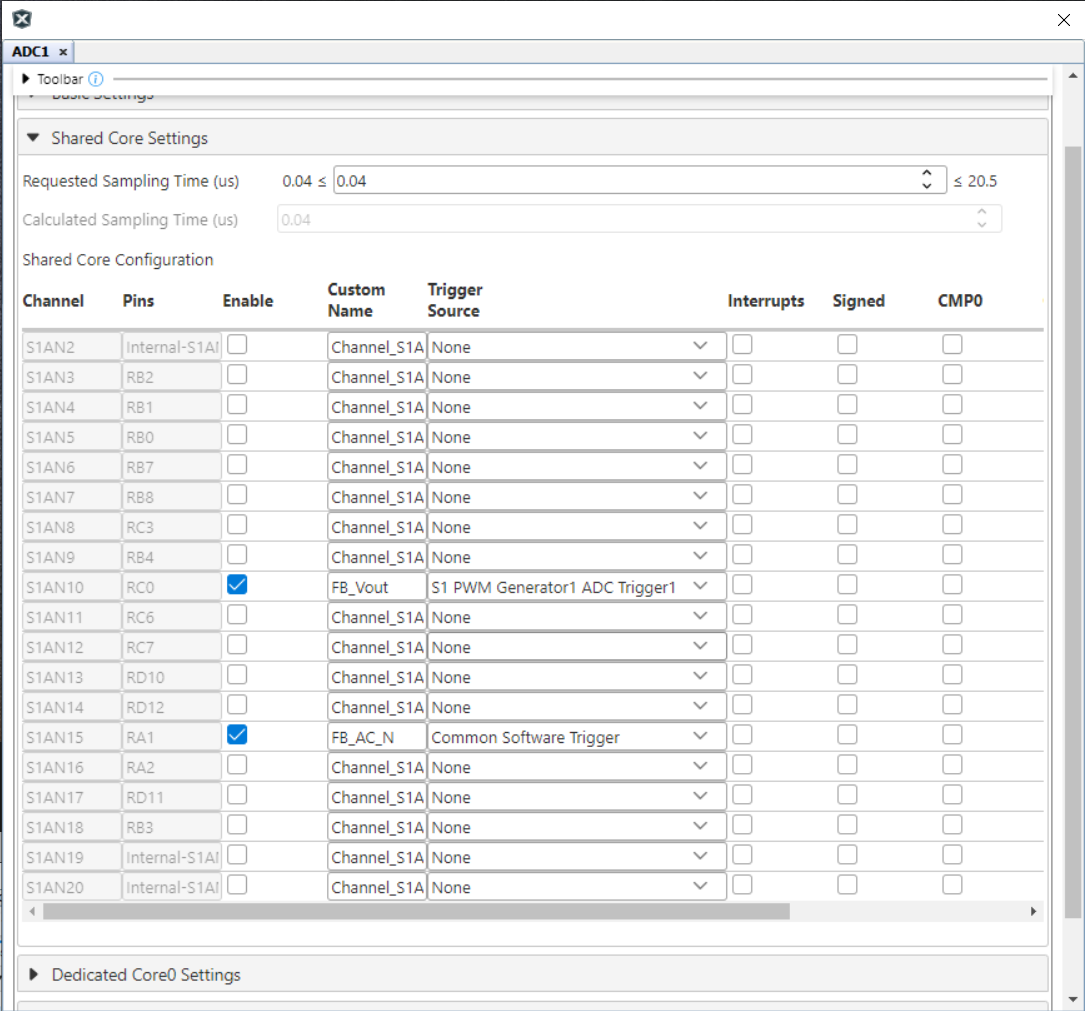 ADC1
Toolbar
Basic Settings
Shared Core Settings
Requested Sampling Time (us) 0.04 ≤ 0.04 ≤ 20.5
Calculated Sampling Time (us) 0.04
Shared Core Configuration
Channel Pins Enable Custom Name Trigger Source Interrupts Signed CMP0
S1AN2 Internal-S1AN Channel_S1A None
S1AN3 RB2 Channel_S1A None
S1AN4 RB1 Channel_S1A None
S1AN5 RB0 Channel_S1A None
S1AN6 RB7 Channel_S1A None
S1AN7 RB8 Channel_S1A None
S1AN8 RC3 Channel_S1A None
S1AN9 RB4 Channel_S1A None
S1AN10 RC0 FB_Vout S1 PWM Generator1 ADC Trigger1
S1AN11 RC6 Channel_S1A None
S1AN12 RC7 Channel_S1A None
S1AN13 RD10 Channel_S1A None
S1AN14 RD12 Channel_S1A None
S1AN15 RA1 FB_AC_N Common Software Trigger
S1AN16 RA2 Channel_S1A None
S1AN17 RD11 Channel_S1A None
S1AN18 RB3 Channel_S1A None
S1AN19 Internal-S1AN Channel_S1A None
S1AN20 Internal-S1AN Channel_S1A None
Dedicated Core0 Settings